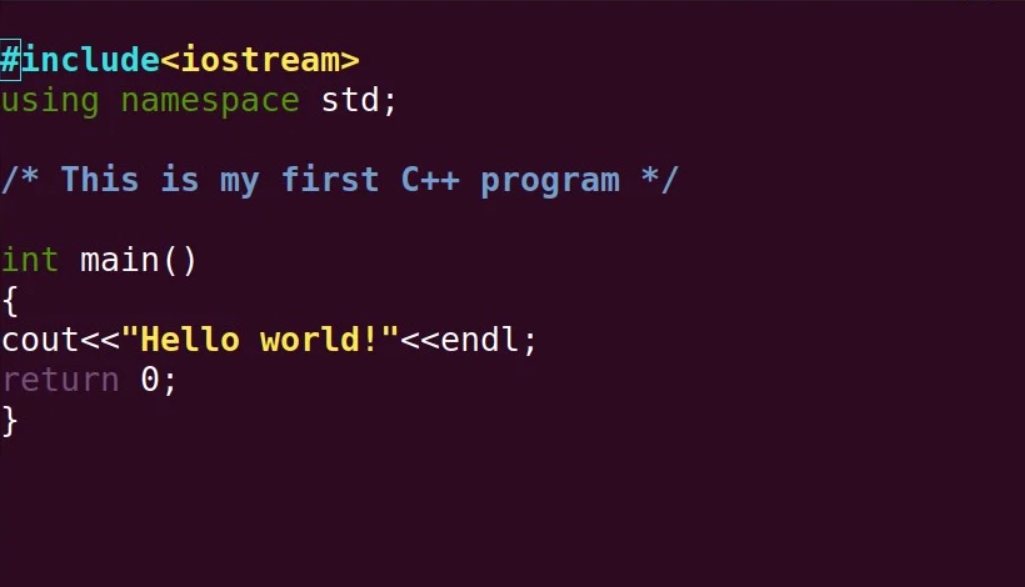 #include<iostream>
using namespace std;
/* This is my first C++ program */
int main()
{
cout<<"Hello world!"<<endl;
return 0;
}